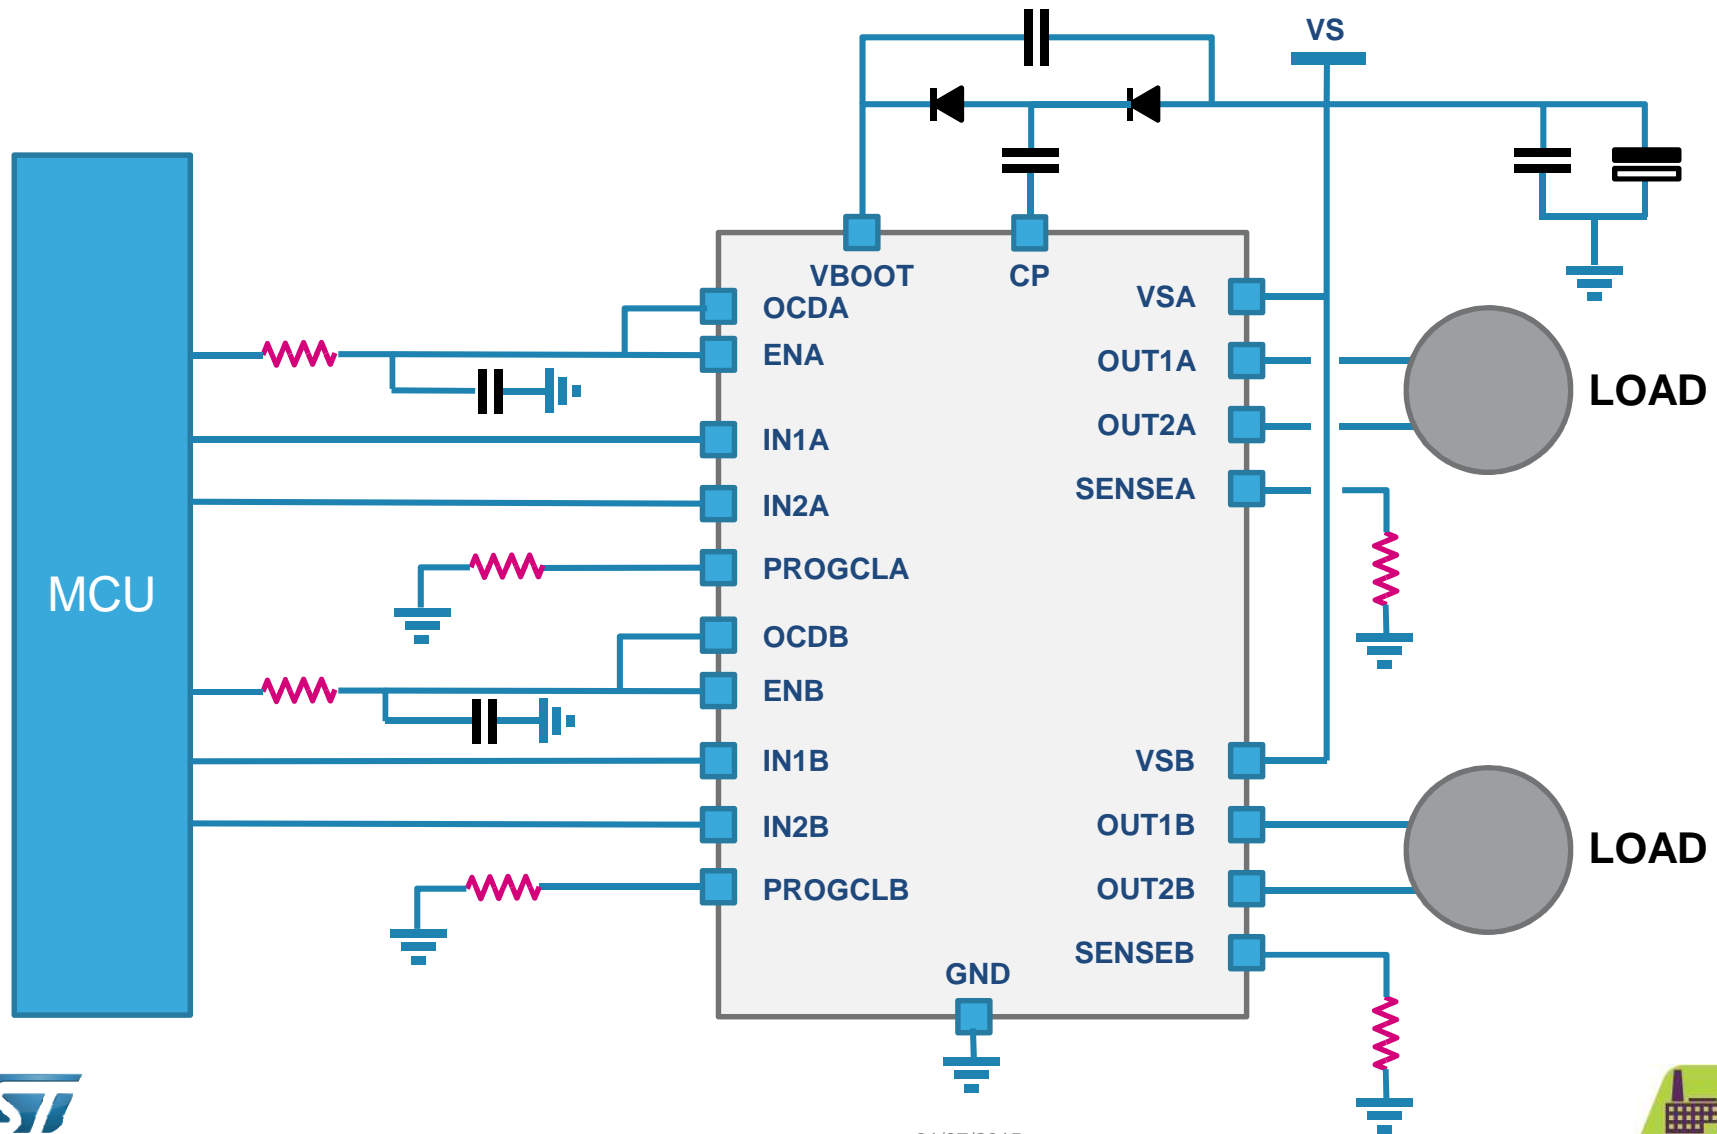 VS
VBOOT
CP
OCDA
VSA
ENA
OUT1A
LOAD
OUT2A
IN1A
SENSEA
IN2A
PROGCLA
MCU
OCDB
ENB
IN1B
VSB
IN2B
OUT1B
LOAD
PROGCLB
OUT2B
SENSEB
GND
ST